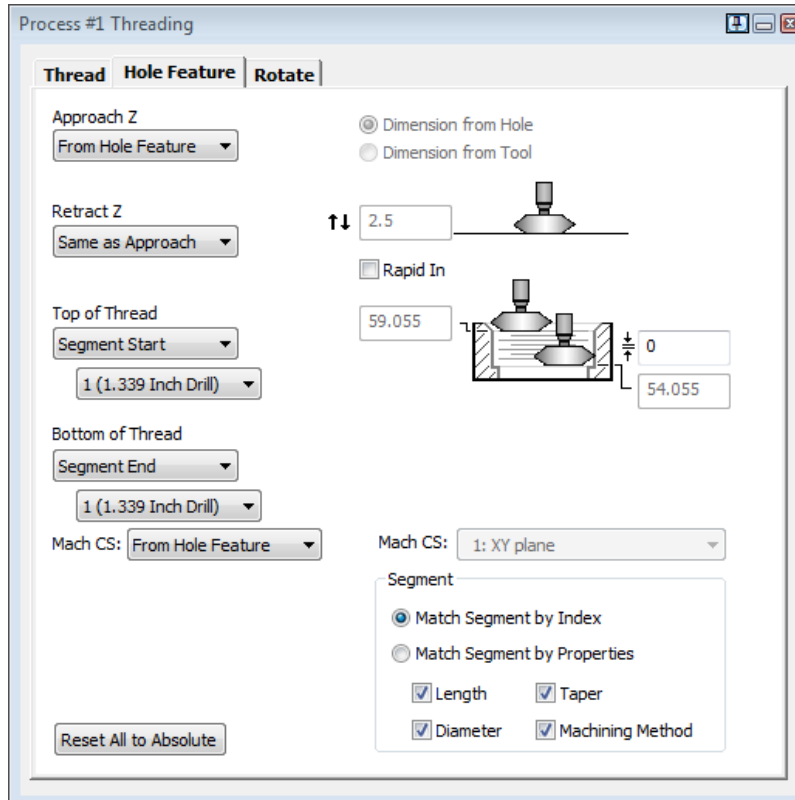 Process #1 Threading
Thread Hole Feature Rotate
Approach Z
From Hole Feature
Dimension from Hole
Dimension from Tool
Retract Z
Same as Approach
2.5
Rapid In
Top of Thread
Segment Start
1 (1.339 Inch Drill)
59.055
0
54.055
Bottom of Thread
Segment End
1 (1.339 Inch Drill)
Mach CS: From Hole Feature
Mach CS: 1: XY plane
Segment
Match Segment by Index
Match Segment by Properties
Length Taper
Diameter Machining Method
Reset All to Absolute